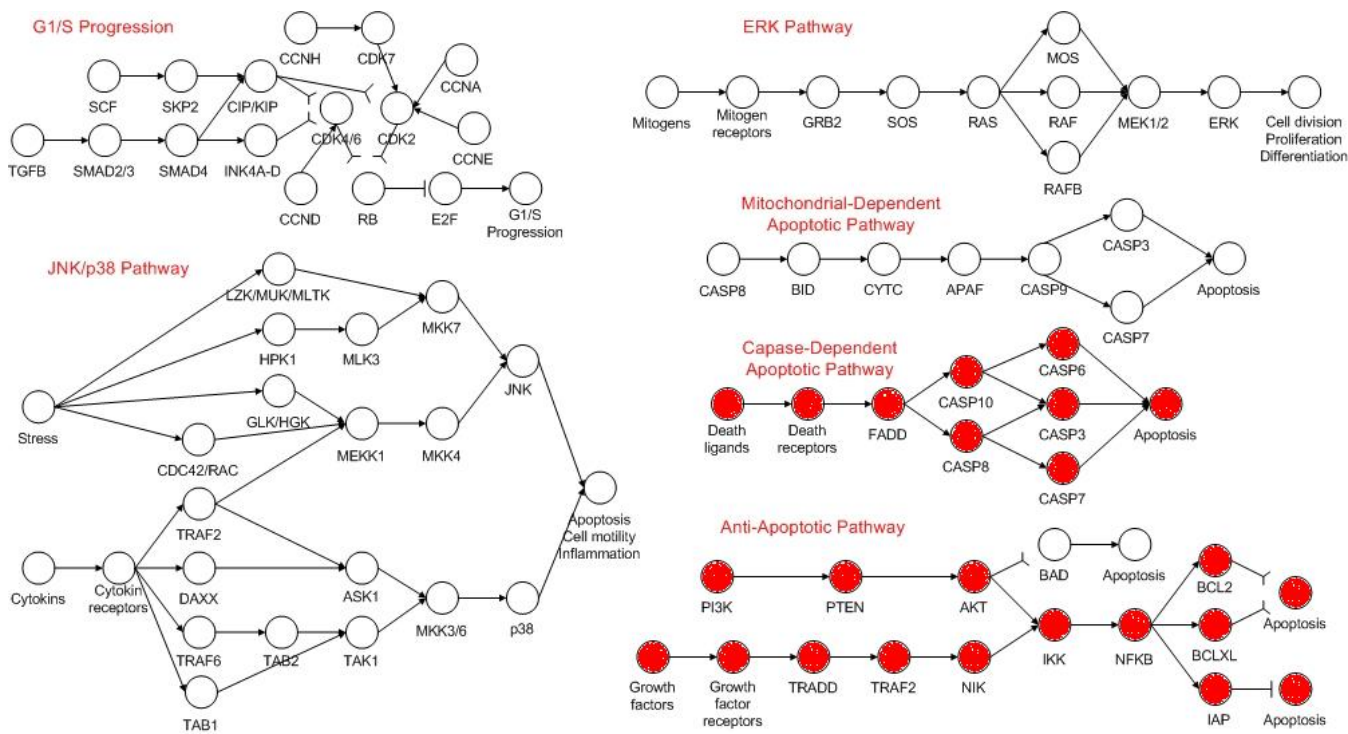 G1/S Progression
CCNH
CDK7
CCNA
SCF
SKP2
CIP/KIP
CDK4/6
CDK2
TGFB
SMAD2/3
SMAD4
INK4A-D
CCNE
CCND
RB
E2F
G1/S
Progression
ERK Pathway
MOS
Mitogens
Mitogen
receptors
GRB2
SOS
RAS
RAF
MEK1/2
ERK
Cell division
Proliferation
Differentiation
RAFB
Mitochondrial-Dependent
Apoptotic Pathway
CASP3
CASP8
BID
CYTC
APAF
CASP9
Apoptosis
CASP7
JNK/p38 Pathway
LZK/MUK/MLTK
MKK7
HPK1
MLK3
JNK
Stress
GLK/HGK
MEKK1
MKK4
CDC42/RAC
TRAF2
Apoptosis
Cell motility
Inflammation
Cytokins
Cytokin
receptors
DAXX
ASK1
MKK3/6
p38
TRAF6
TAB2
TAK1
TAB1
Capase-Dependent
Apoptotic Pathway
CASP6
CASP10
Death
ligands
Death
receptors
FADD
CASP3
Apoptosis
CASP8
CASP7
Anti-Apoptotic Pathway
BAD
Apoptosis
BCL2
PI3K
PTEN
AKT
Apoptosis
IKK
NFKB
BCLXL
Growth
factors
Growth
factor
receptors
TRADD
TRAF2
NIK
IAP
Apoptosis